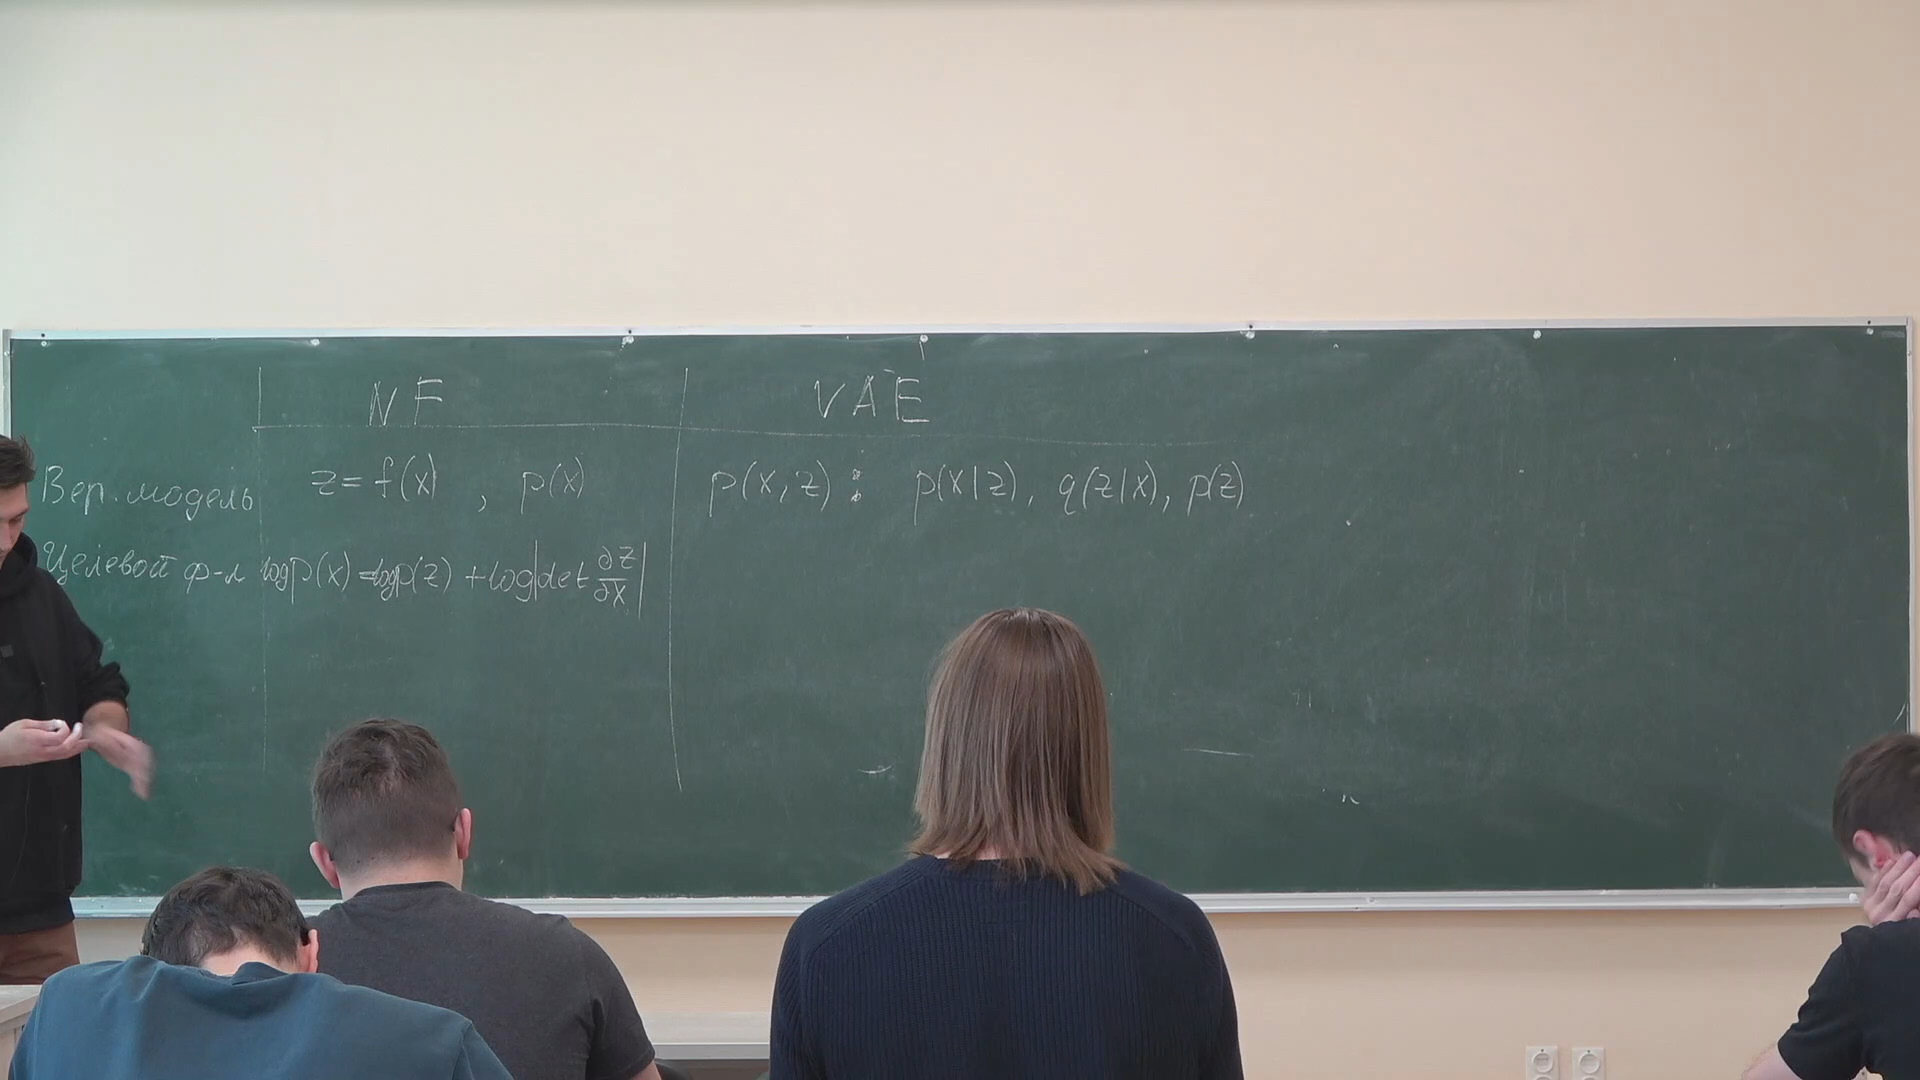 NF VAE
Вер. модель z = f(x) , p(x) p(x,z) : p(x|z), q(z|x), p(z)
Целевой ф-л log p(x) = log p(z) + log|det ∂z/∂x|